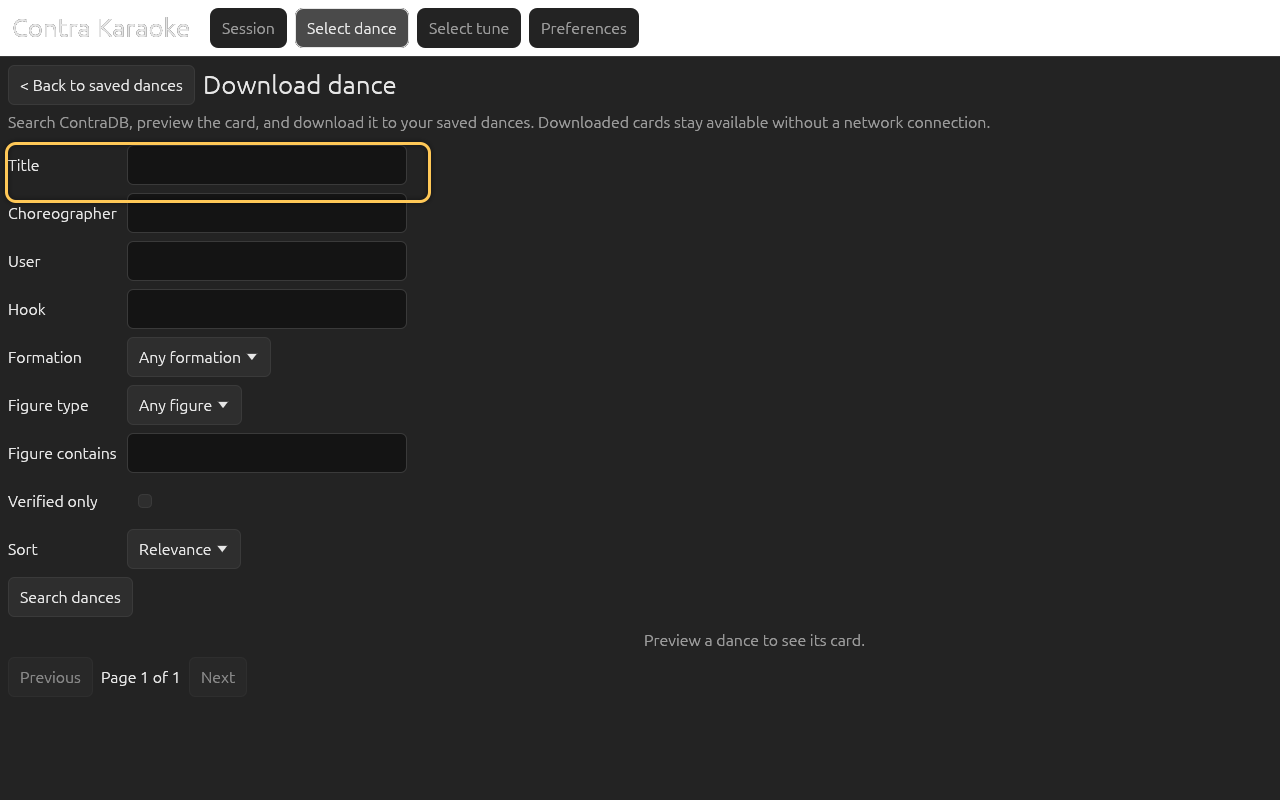 Contra Karaoke Session Select dance Select tune Preferences
< Back to saved dances Download dance
Search ContraDB, preview the card, and download it to your saved dances. Downloaded cards stay available without a network connection.
Title
Choreographer
User
Hook
Formation Any formation
Figure type Any figure
Figure contains
Verified only
Sort Relevance
Search dances
Preview a dance to see its card.
Previous Page 1 of 1 Next